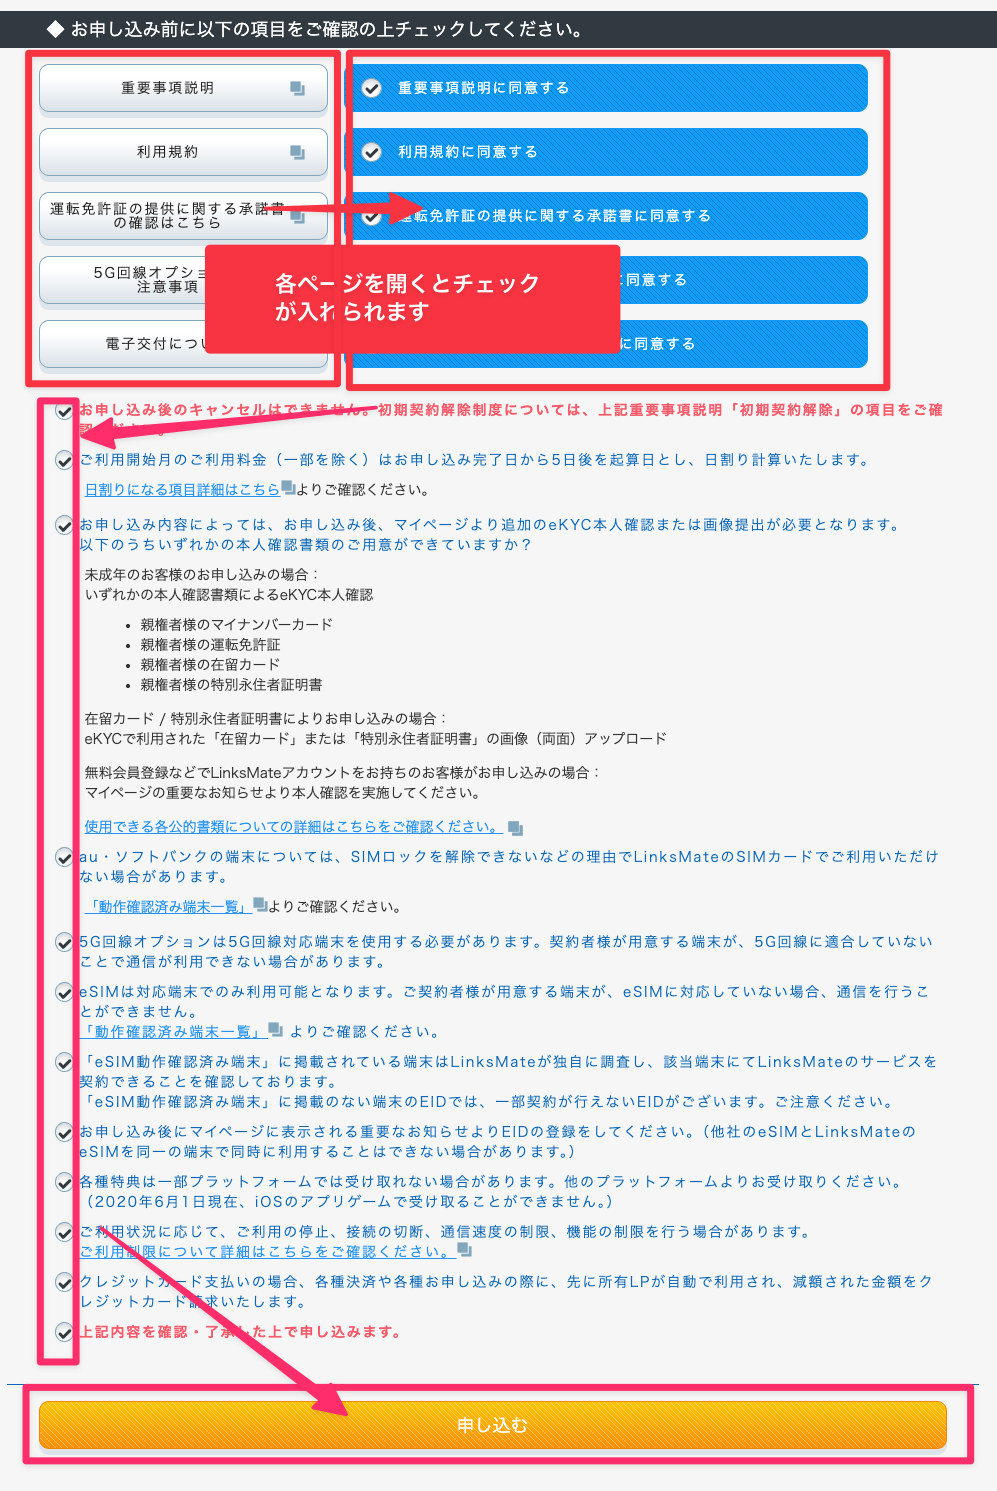 ◆ お申し込み前に以下の項目をご確認の上チェックしてください。
重要事項説明
重要事項説明に同意する
利用規約
利用規約に同意する
運転免許証の提供に関する承諾書
の確認はこちら
運転免許証の提供に関する承諾書に同意する
5G回線オプショ
注意事項
に同意する
電子交付につい
に同意する
各ページを開くとチェック
が入れられます
お申し込み後のキャンセルはできません。初期契約解除制度については、上記重要事項説明「初期契約解除」の項目をご確
認ください。
ご利用開始月のご利用料金（一部を除く）はお申し込み完了日から5日後を起算日とし、日割り計算いたします。
日割りになる項目詳細はこちらよりご確認ください。
お申し込み内容によっては、お申し込み後、マイページより追加のeKYC本人確認または画像提出が必要となります。
以下のうちいずれかの本人確認書類のご用意ができていますか？
未成年のお客様のお申し込みの場合：
いずれかの本人確認書類によるeKYC本人確認
• 親権者様のマイナンバーカード
• 親権者様の運転免許証
• 親権者様の在留カード
• 親権者様の特別永住者証明書
在留カード / 特別永住者証明書によりお申し込みの場合：
eKYCで利用された「在留カード」または「特別永住者証明書」の画像（両面）アップロード
無料会員登録などでLinksMateアカウントをお持ちのお客様がお申し込みの場合：
マイページの重要なお知らせより本人確認を実施してください。
使用できる各公的書類についての詳細はこちらをご確認ください。
au・ソフトバンクの端末については、SIMロックを解除できないなどの理由でLinksMateのSIMカードでご利用いただけ
ない場合があります。
「動作確認済み端末一覧」よりご確認ください。
5G回線オプションは5G回線対応端末を使用する必要があります。契約者様が用意する端末が、5G回線に適合していない
ことで通信が利用できない場合があります。
eSIMは対応端末でのみ利用可能となります。ご契約者様が用意する端末が、eSIMに対応していない場合、通信を行うこ
とができません。
「動作確認済み端末一覧」 よりご確認ください。
「eSIM動作確認済み端末」に掲載されている端末はLinksMateが独自に調査し、該当端末にてLinksMateのサービスを
契約できることを確認しております。
「eSIM動作確認済み端末」に掲載のない端末のEIDでは、一部契約が行えないEIDがございます。ご注意ください。
お申し込み後にマイページに表示される重要なお知らせよりEIDの登録をしてください。（他社のeSIMとLinksMateの
eSIMを同一の端末で同時に利用することはできない場合があります。）
各種特典は一部プラットフォームでは受け取れない場合があります。他のプラットフォームよりお受け取りください。
（2020年6月1日現在、iOSのアプリゲームで受け取ることができません。）
ご利用状況に応じて、ご利用の停止、接続の切断、通信速度の制限、機能の制限を行う場合があります。
ご利用制限について詳細はこちらをご確認ください。
クレジットカード支払いの場合、各種決済や各種お申し込みの際に、先に所有LPが自動で利用され、減額された金額をク
レジットカード請求いたします。
上記内容を確認・了承した上で申し込みます。
申し込む